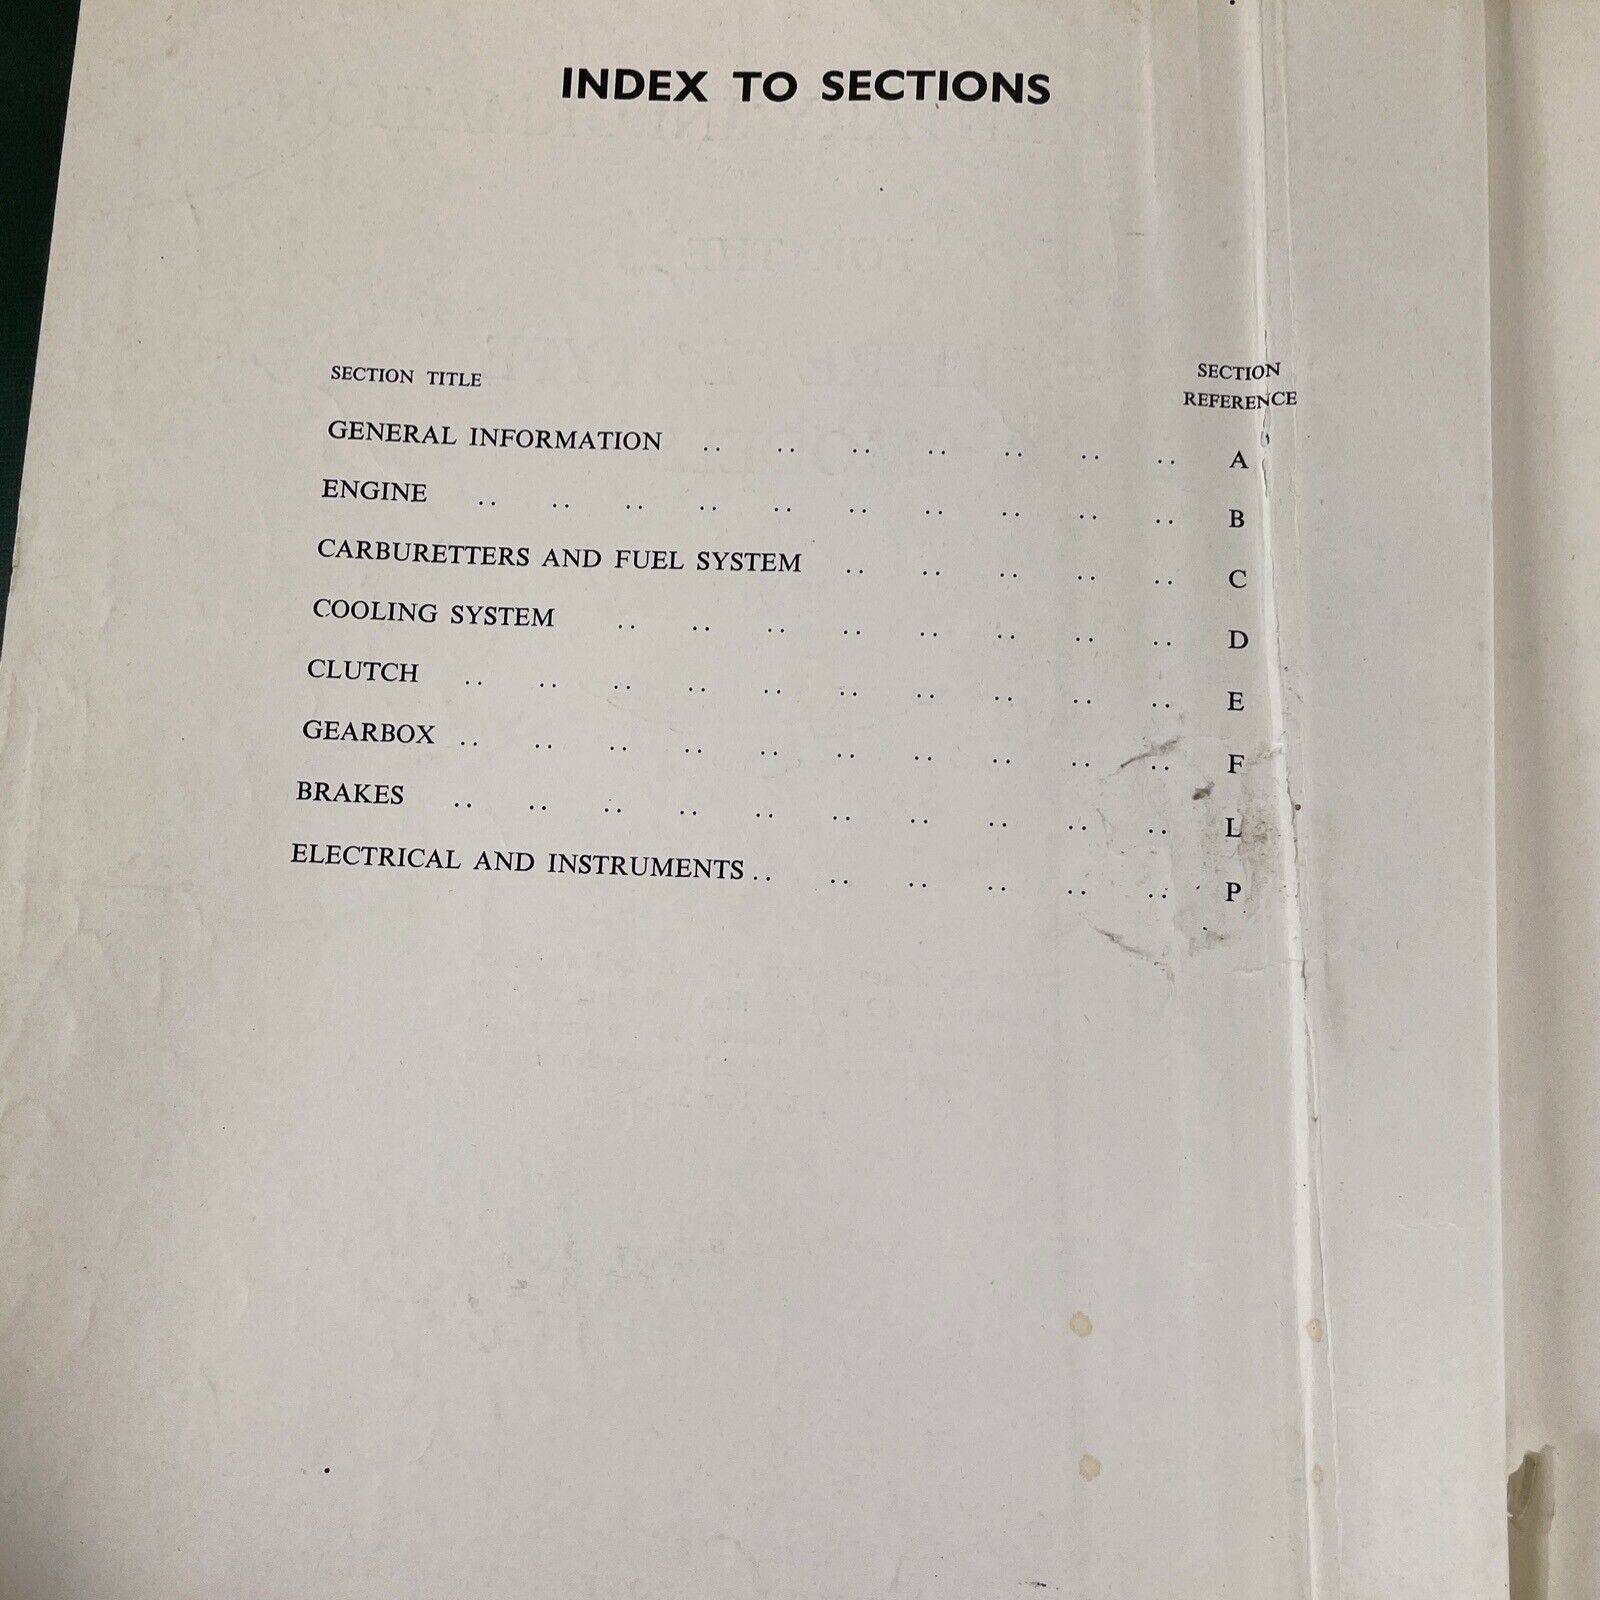 INDEX TO SECTIONS
SECTION TITLE SECTION
REFERENCE
GENERAL INFORMATION .. .. .. .. .. .. .. A
ENGINE .. .. .. .. .. .. .. .. .. .. B
CARBURETTERS AND FUEL SYSTEM .. .. .. .. .. C
COOLING SYSTEM .. .. .. .. .. .. .. .. D
CLUTCH .. .. .. .. .. .. .. .. .. .. E
GEARBOX .. .. .. .. .. .. .. .. .. .. F
BRAKES .. .. .. .. .. .. .. .. .. .. L
ELECTRICAL AND INSTRUMENTS .. .. .. .. .. .. P